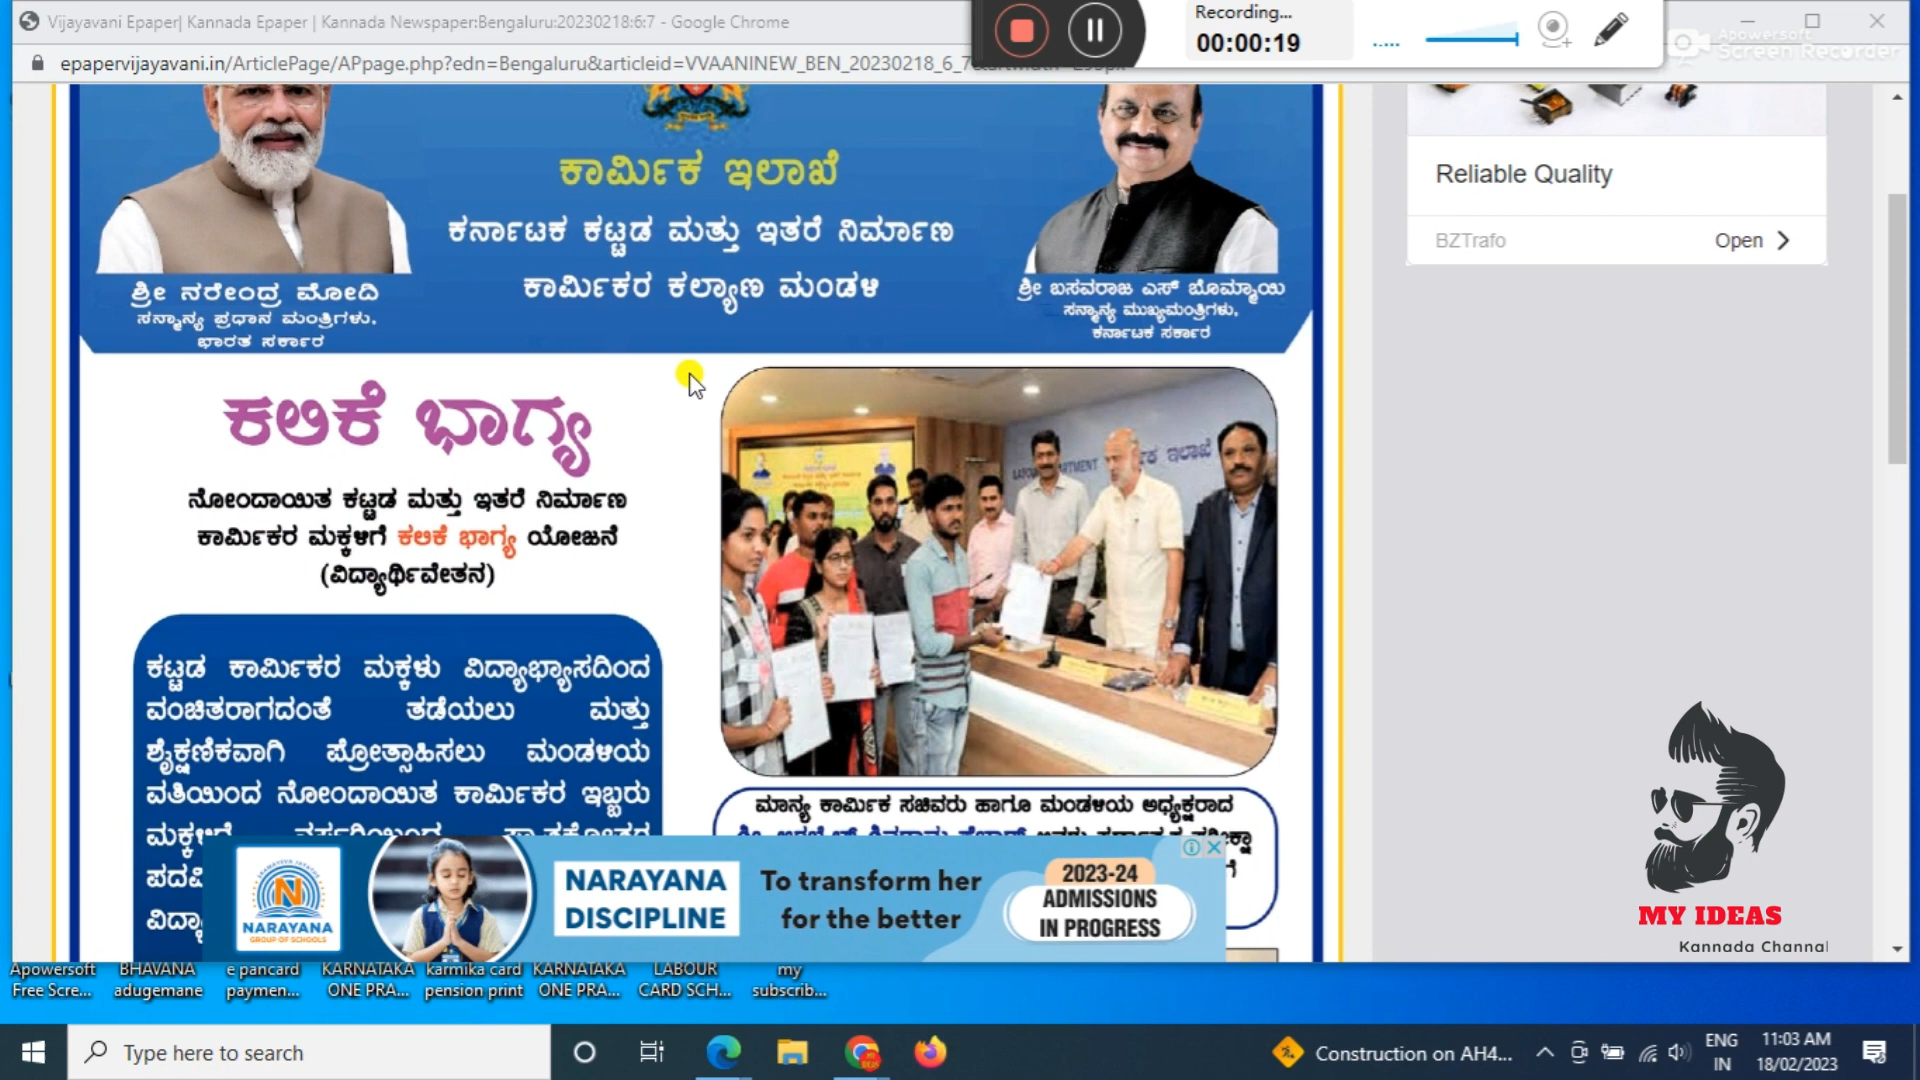 Vijayavani Epaper| Kannada Epaper | Kannada Newspaper:Bengaluru:20230218:6:7 - Google Chrome
Recording...
00:00:19
Apowersoft
Screen Recorder
epapervijayavani.in/ArticlePage/APpage.php?edn=Bengaluru&articleid=VVAANINEW_BEN_20230218_6_7
ಕಾರ್ಮಿಕ ಇಲಾಖೆ
ಕರ್ನಾಟಕ ಕಟ್ಟಡ ಮತ್ತು ಇತರೆ ನಿರ್ಮಾಣ
ಕಾರ್ಮಿಕರ ಕಲ್ಯಾಣ ಮಂಡಳಿ
ಶ್ರೀ ನರೇಂದ್ರ ಮೋದಿ
ಸನ್ಮಾನ್ಯ ಪ್ರಧಾನ ಮಂತ್ರಿಗಳು,
ಭಾರತ ಸರ್ಕಾರ
ಶ್ರೀ ಬಸವರಾಜ ಎಸ್ ಬೊಮ್ಮಾಯಿ
ಸನ್ಮಾನ್ಯ ಮುಖ್ಯಮಂತ್ರಿಗಳು,
ಕರ್ನಾಟಕ ಸರ್ಕಾರ
Reliable Quality
BZTrafo
Open
ಕಲಿಕೆ ಭಾಗ್ಯ
ನೋಂದಾಯಿತ ಕಟ್ಟಡ ಮತ್ತು ಇತರೆ ನಿರ್ಮಾಣ
ಕಾರ್ಮಿಕರ ಮಕ್ಕಳಿಗೆ ಕಲಿಕೆ ಭಾಗ್ಯ ಯೋಜನೆ
(ವಿದ್ಯಾರ್ಥಿವೇತನ)
ಇಲಾಖೆ
ಕಟ್ಟಡ ಕಾರ್ಮಿಕರ ಮಕ್ಕಳು ವಿದ್ಯಾಭ್ಯಾಸದಿಂದ
ವಂಚಿತರಾಗದಂತೆ ತಡೆಯಲು ಮತ್ತು
ಶೈಕ್ಷಣಿಕವಾಗಿ ಪ್ರೋತ್ಸಾಹಿಸಲು ಮಂಡಳಿಯ
ವತಿಯಿಂದ ನೋಂದಾಯಿತ ಕಾರ್ಮಿಕರ ಇಬ್ಬರು
ಮಾನ್ಯ ಕಾರ್ಮಿಕ ಸಚಿವರು ಹಾಗೂ ಮಂಡಳಿಯ ಅಧ್ಯಕ್ಷರಾದ
NARAYANA
GROUP OF SCHOOLS
NARAYANA
DISCIPLINE
To transform her
for the better
2023-24
ADMISSIONS
IN PROGRESS
MY IDEAS
Kannada Channal
Apowersoft
Free Scre...
BHAVANA
adugemane
e pancard
paymen...
KARNATAKA
ONE PRA...
karmika card
pension print
KARNATAKA
ONE PRA...
LABOUR
CARD SCH...
my
subscrib...
Type here to search
Construction on AH4...
ENG
IN
11:03 AM
18/02/2023